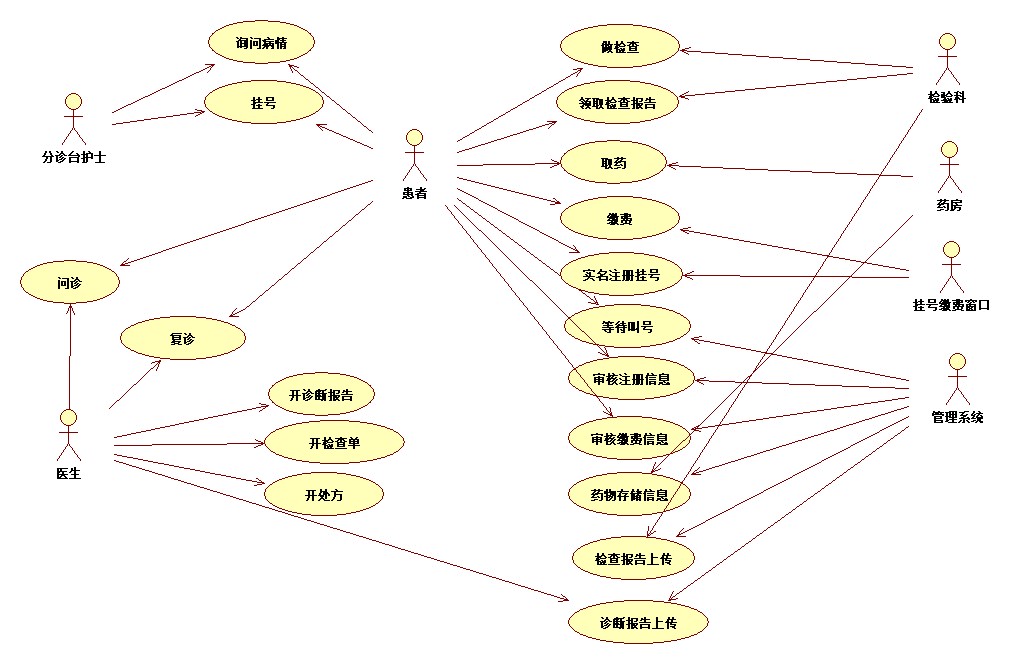 询问病情
做检查
挂号
检验科
领取检查报告
分诊台护士
取药
患者
药房
缴费
问诊
实名注册挂号
挂号缴费窗口
等待叫号
复诊
审核注册信息
开诊断报告
管理系统
开检查单
审核缴费信息
医生
开处方
药物存储信息
检查报告上传
诊断报告上传